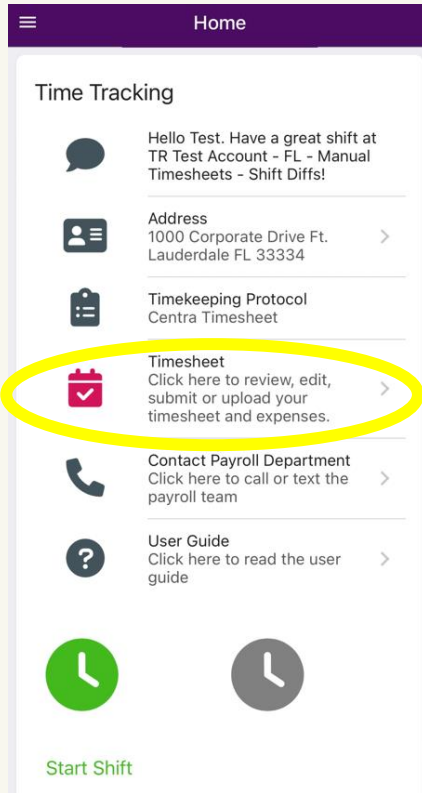 Home
Time Tracking
Hello Test. Have a great shift at
TR Test Account - FL - Manual
Timesheets - Shift Diffs!
Address
1000 Corporate Drive Ft.
Lauderdale FL 33334
Timekeeping Protocol
Centra Timesheet
Timesheet
Click here to review, edit,
submit or upload your
timesheet and expenses.
Contact Payroll Department
Click here to call or text the
payroll team
User Guide
Click here to read the user
guide
Start Shift